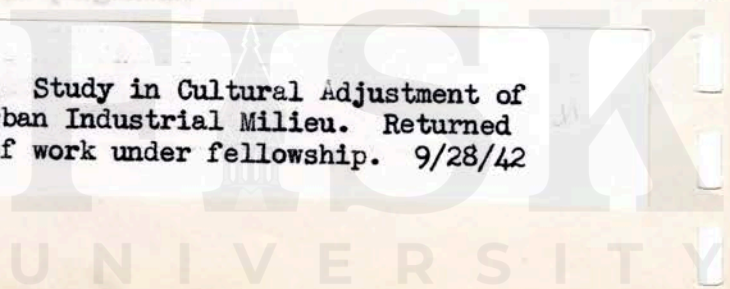 Study in Cultural Adjustment of
ban Industrial Milieu. Returned
f work under fellowship. 9/28/42
FISK
UNIVERSITY